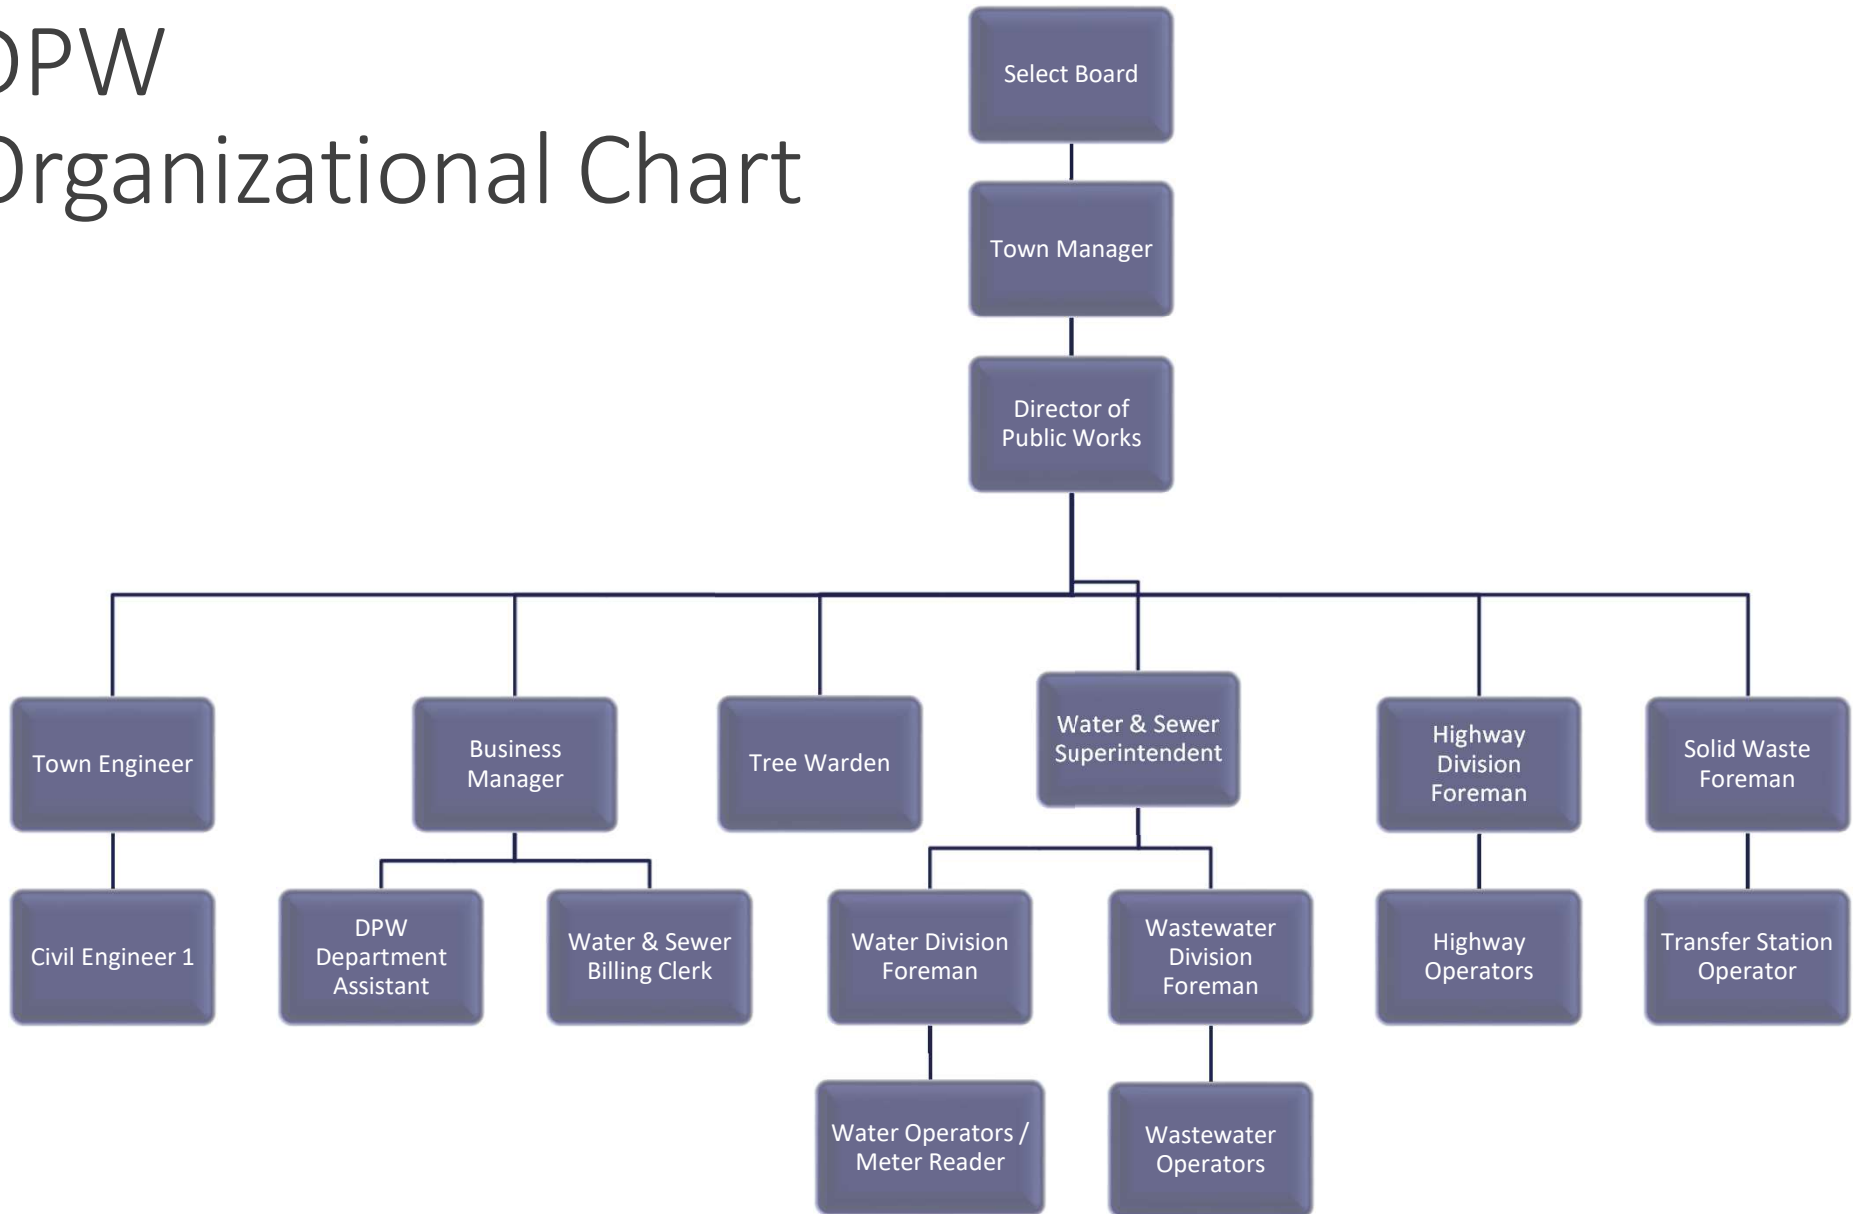 DPW
Organizational Chart
Select Board
Town Manager
Director of
Public Works
Town Engineer
Business
Manager
Tree Warden
Water & Sewer
Superintendent
Highway
Division
Foreman
Solid Waste
Foreman
Civil Engineer 1
DPW
Department
Assistant
Water & Sewer
Billing Clerk
Water Division
Foreman
Wastewater
Division
Foreman
Highway
Operators
Transfer Station
Operator
Water Operators /
Meter Reader
Wastewater
Operators